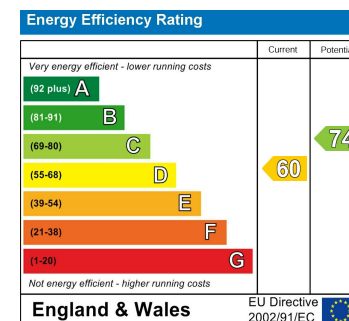 Energy Efficiency Rating
Current
Very energy efficient - lower running costs
(92 plus) A
(81-91) B
(69-80) C
74
(55-68) D
60
(39-54) E
(21-38) F
(1-20) G
Not energy efficient - higher running costs
England & Wales
EU Directive
2002/91/EC